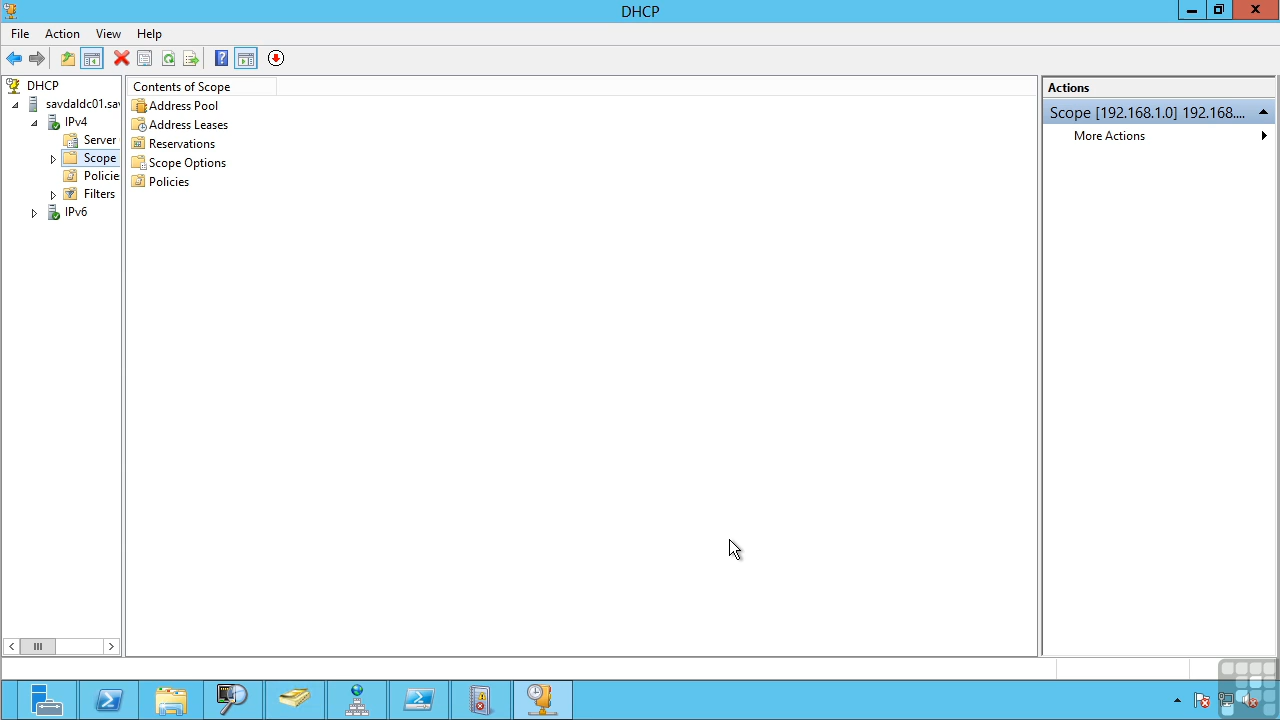 DHCP
File Action View Help
DHCP
savdaldc01.sav
IPv4
Server
Scope
Policie
Filters
IPv6
Contents of Scope
Address Pool
Address Leases
Reservations
Scope Options
Policies
Actions
Scope [192.168.1.0] 192.168....
More Actions